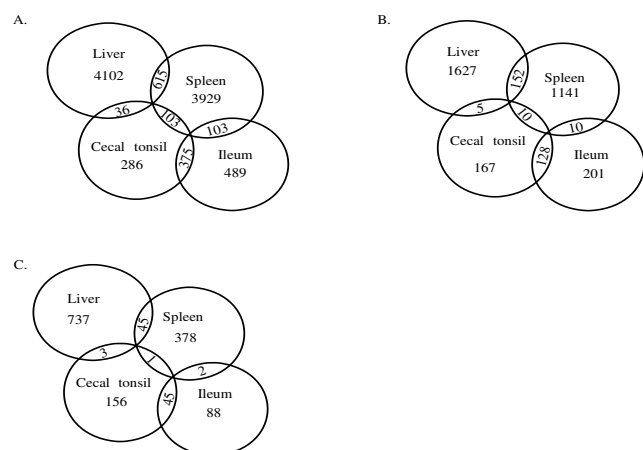 A.
Liver
4102
615
Spleen
3929
36
103
103
Cecal tonsil
286
375
Ileum
489
B.
Liver
1627
152
Spleen
1141
5
10
10
Cecal tonsil
167
128
Ileum
201
C.
Liver
737
45
Spleen
378
3
1
2
Cecal tonsil
156
45
Ileum
88